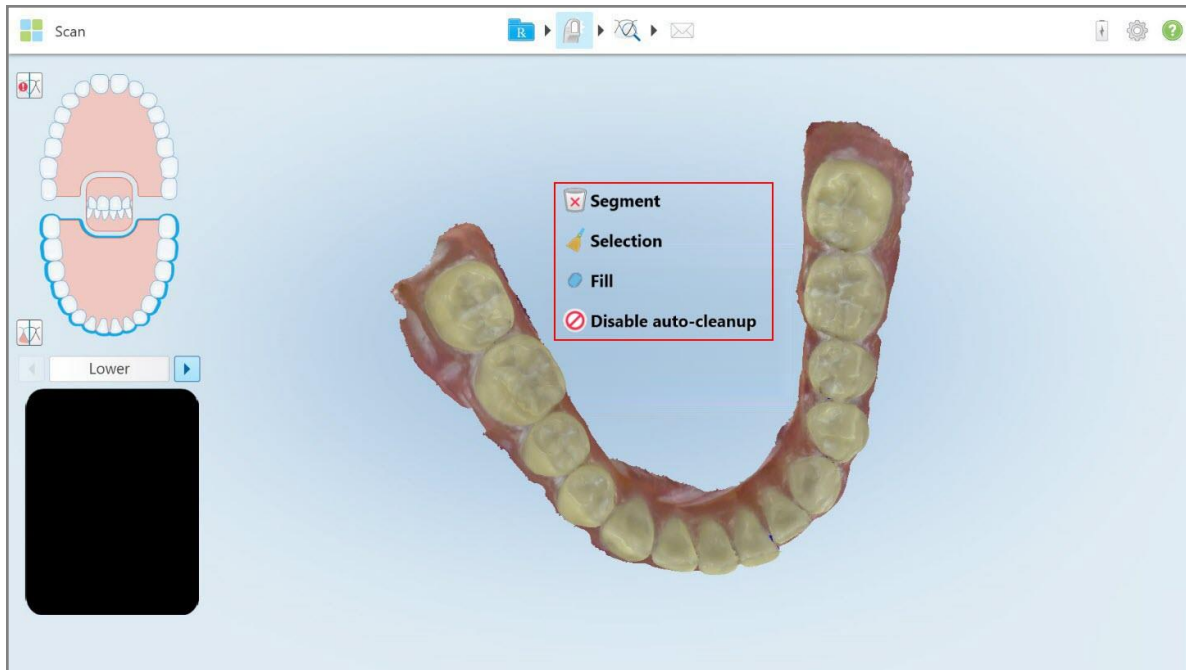 Scan
R
?
Segment
Selection
Fill
Disable auto-cleanup
Lower